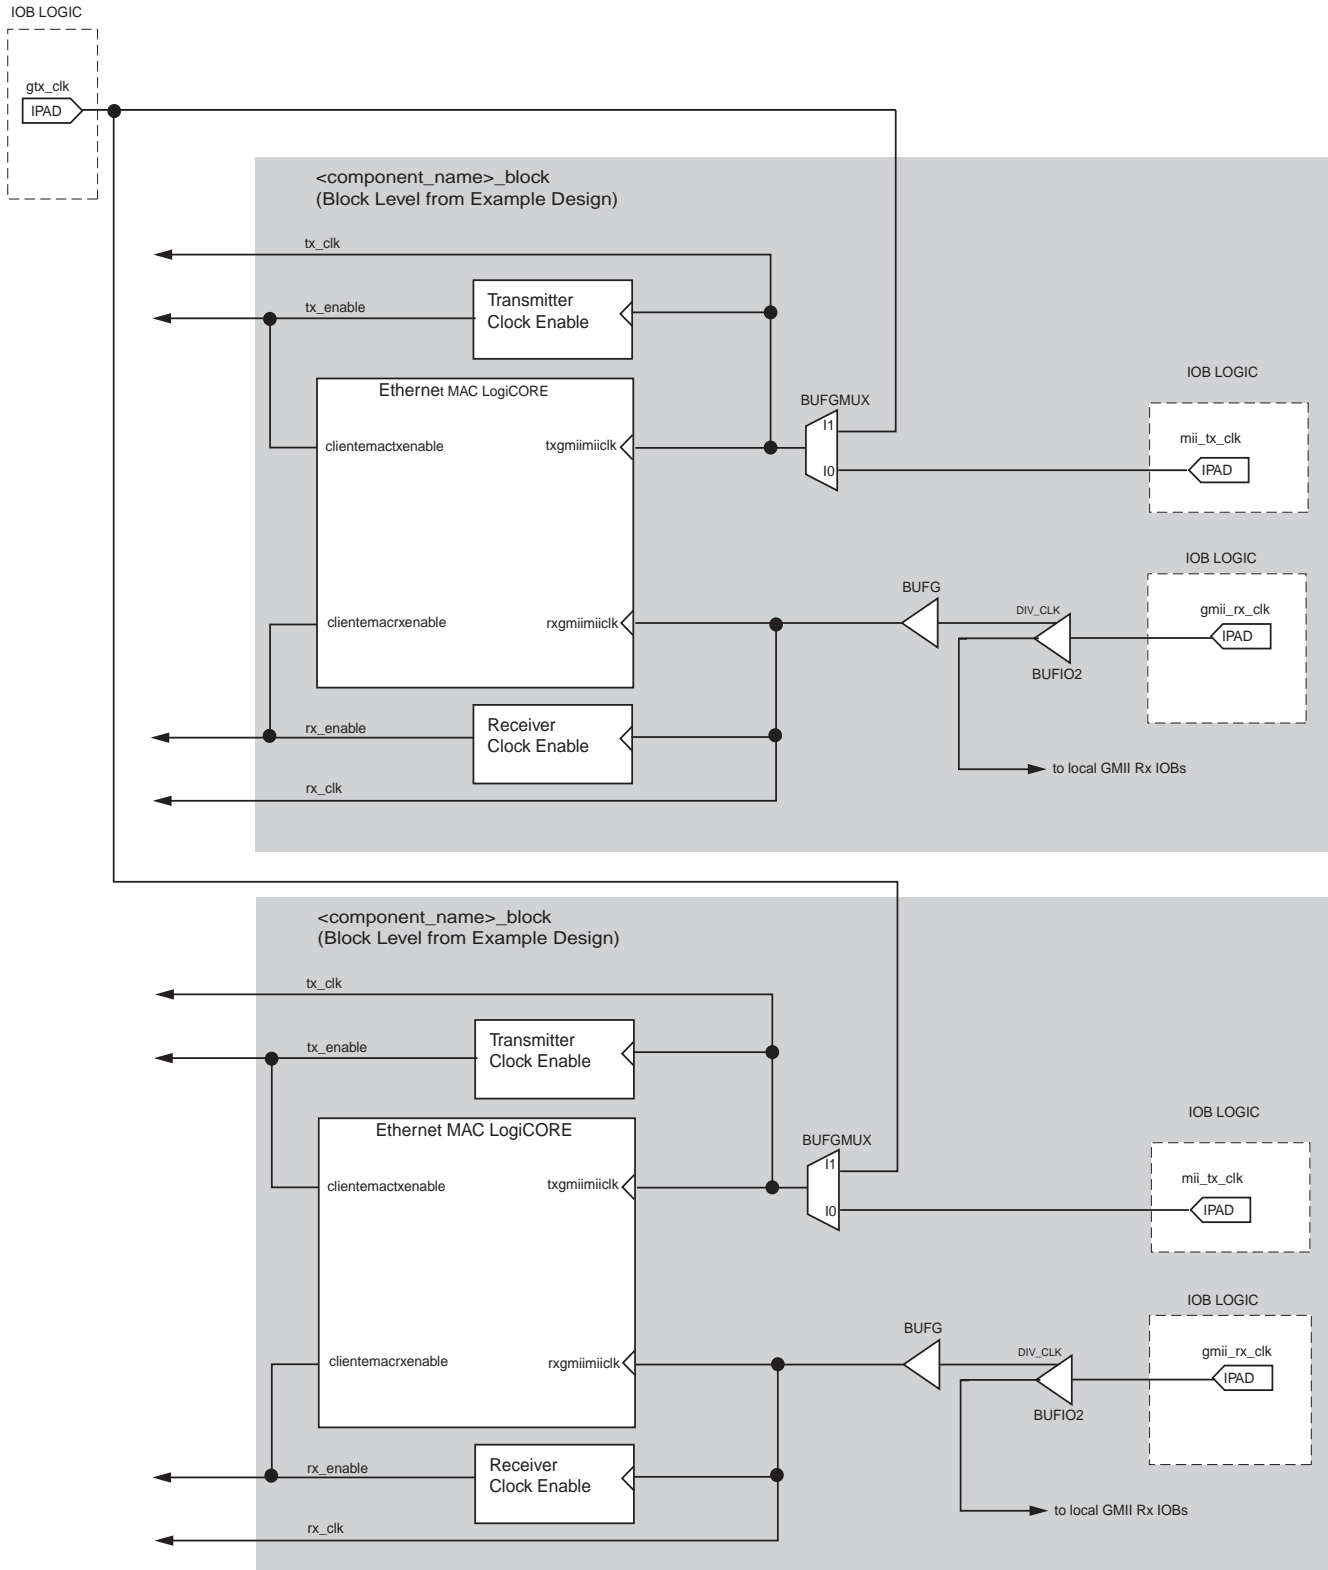 IOB LOGIC
gtx_clk
IPAD
<component_name>_block
(Block Level from Example Design)
tx_clk
tx_enable
Transmitter
Clock Enable
Ethernet MAC LogiCORE
clientemactxenable
txgmiimiiclk
BUFGMUX
I1
I0
IOB LOGIC
mii_tx_clk
IPAD
IOB LOGIC
gmii_rx_clk
IPAD
BUFG
DIV_CLK
BUFIO2
clientemacrxenable
rxgmiimiiclk
rx_enable
Receiver
Clock Enable
to local GMII Rx IOBs
rx_clk
<component_name>_block
(Block Level from Example Design)
tx_clk
tx_enable
Transmitter
Clock Enable
Ethernet MAC LogiCORE
clientemactxenable
txgmiimiiclk
BUFGMUX
I1
I0
IOB LOGIC
mii_tx_clk
IPAD
IOB LOGIC
gmii_rx_clk
IPAD
BUFG
DIV_CLK
BUFIO2
clientemacrxenable
rxgmiimiiclk
rx_enable
Receiver
Clock Enable
to local GMII Rx IOBs
rx_clk